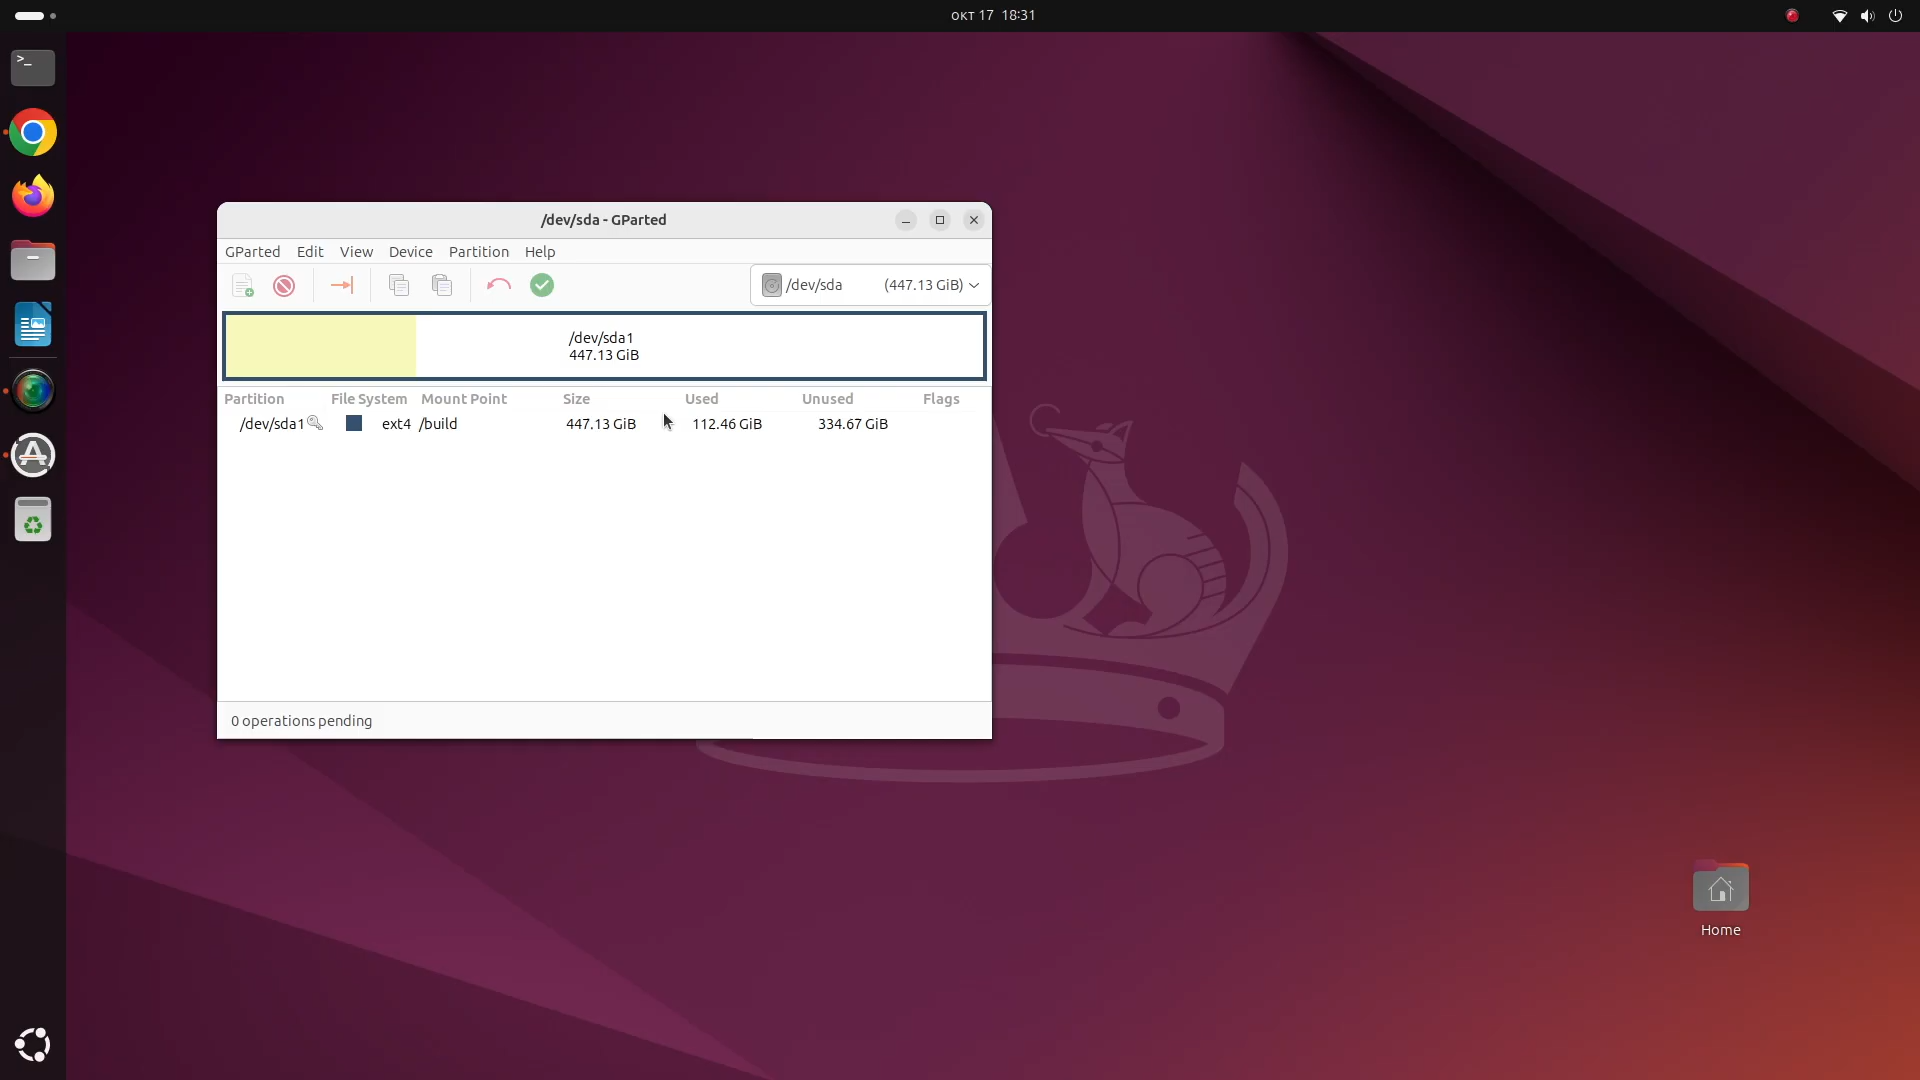 окт 17 18:31
>_
/dev/sda - GParted
GParted Edit View Device Partition Help
/dev/sda (447.13 GiB)
/dev/sda1
447.13 GiB
Partition File System Mount Point Size Used Unused Flags
/dev/sda1 ext4 /build 447.13 GiB 112.46 GiB 334.67 GiB
0 operations pending
Home